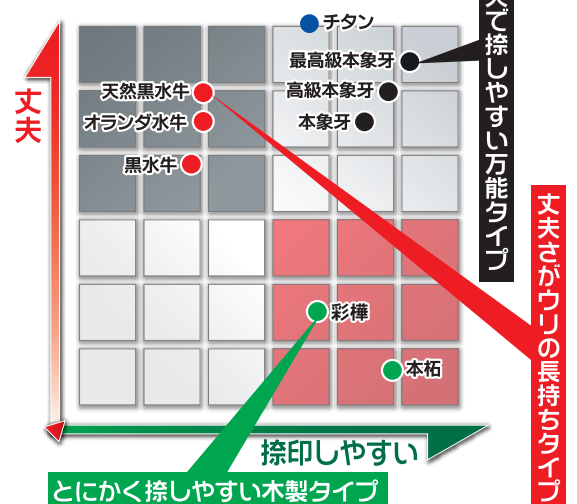 チタン
最高級本象牙
天然黒水牛
高級本象牙
オランダ水牛
本象牙
黒水牛
丈夫
で捺しやすい万能タイプ
丈夫さがウリの長持ちタイプ
彩樺
本柘
捺印しやすい
とにかく捺しやすい木製タイプ